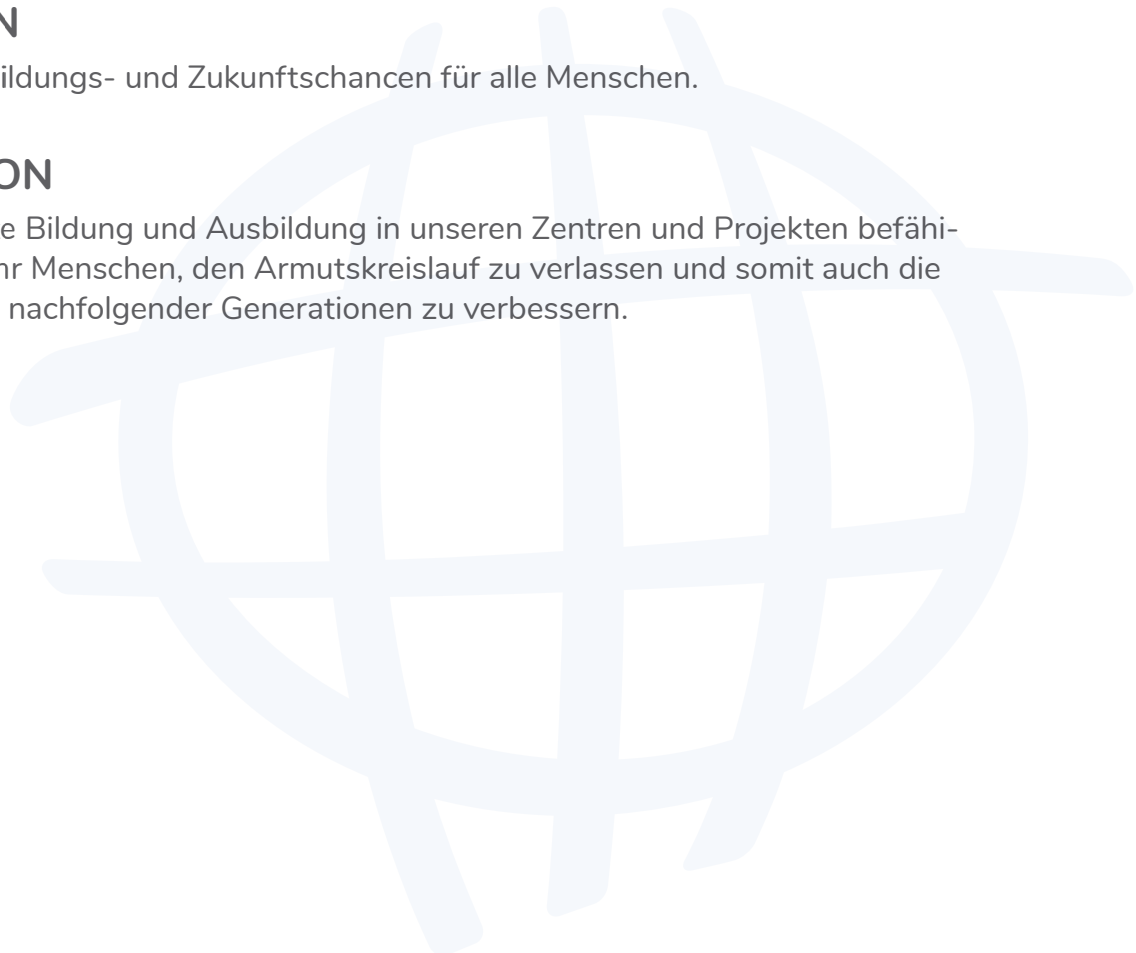 N
ildungs- und Zukunftschancen für alle Menschen.
ON
e Bildung und Ausbildung in unseren Zentren und Projekten befähi-
hr Menschen, den Armutskreislauf zu verlassen und somit auch die
nachfolgender Generationen zu verbessern.